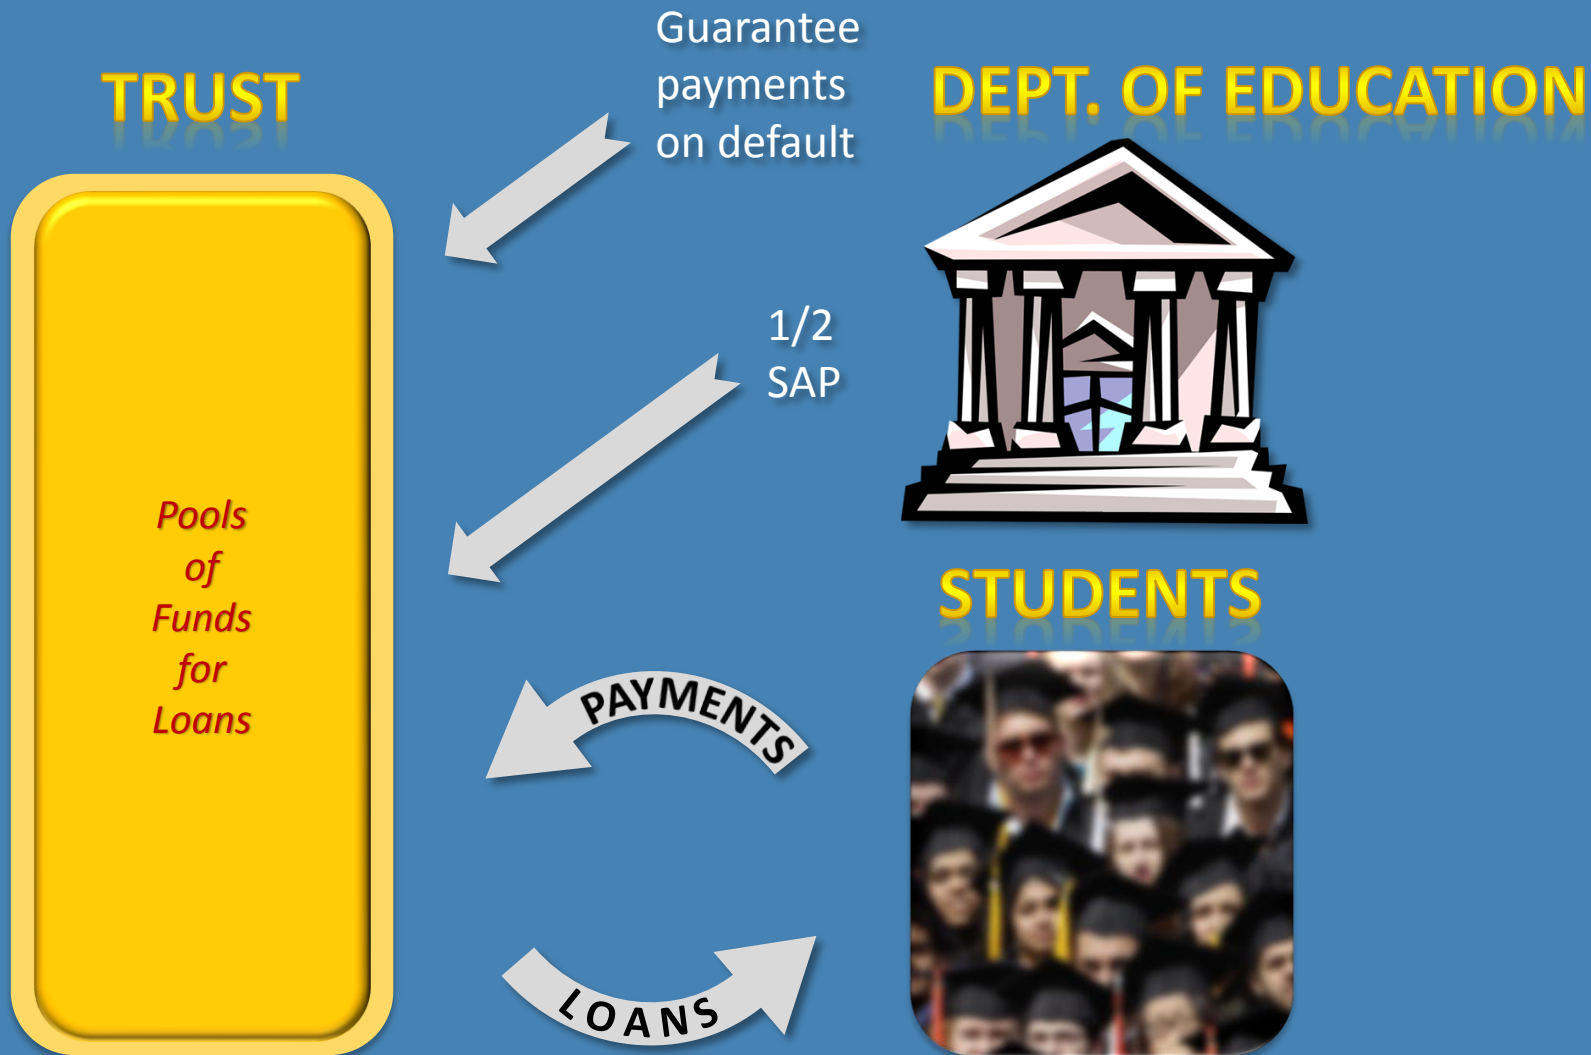 TRUST
Guarantee
payments
on default
DEPT. OF EDUCATION
1/2
SAP
Pools
of
Funds
for
Loans
STUDENTS
PAYMENTS
LOANS